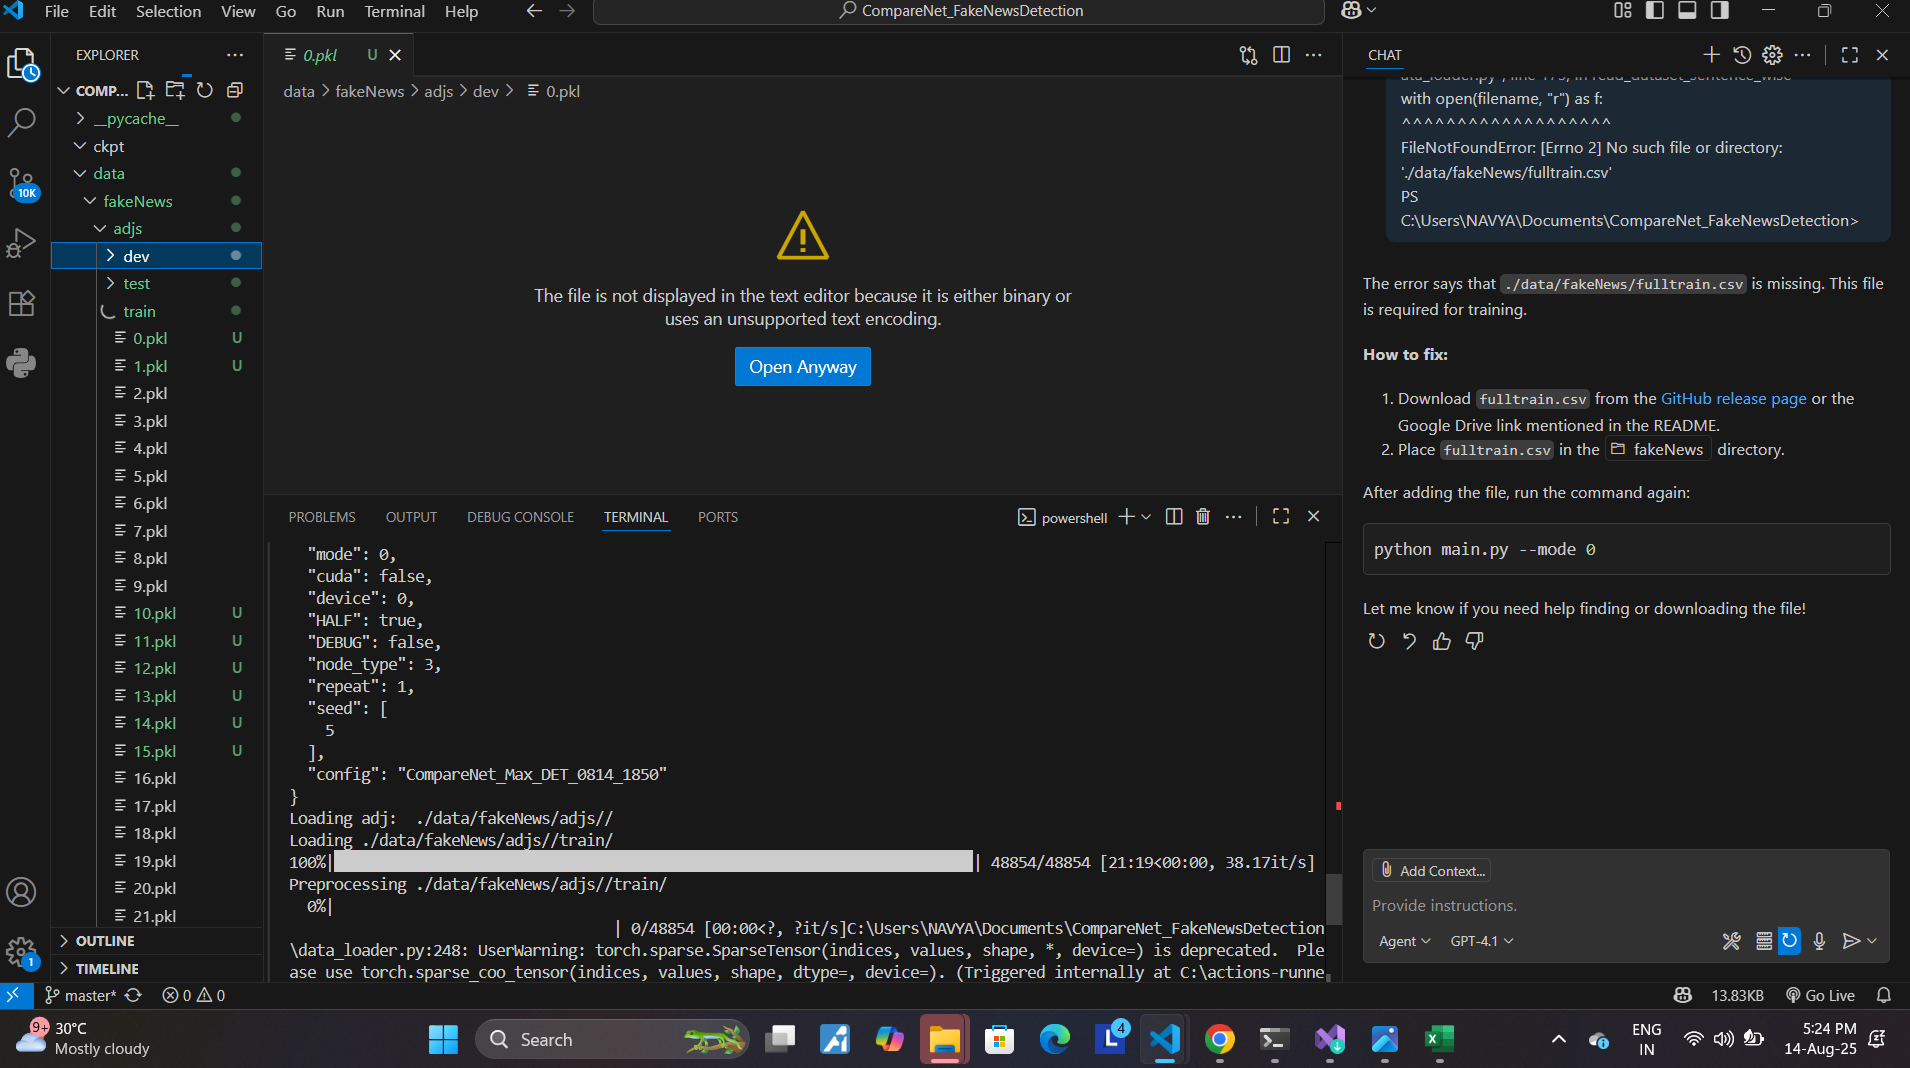 File Edit Selection View Go Run Terminal Help
CompareNet_FakeNewsDetection
EXPLORER
COMP...
__pycache__
ckpt
data
fakeNews
adjs
dev
test
train
0.pkl U
1.pkl U
2.pkl
3.pkl
4.pkl
5.pkl
6.pkl
7.pkl
8.pkl
9.pkl
10.pkl U
11.pkl U
12.pkl U
13.pkl U
14.pkl U
15.pkl U
16.pkl
17.pkl
18.pkl
19.pkl
20.pkl
21.pkl
OUTLINE
TIMELINE
10K
1
0.pkl U
data > fakeNews > adjs > dev > 0.pkl
The file is not displayed in the text editor because it is either binary or
uses an unsupported text encoding.
Open Anyway
PROBLEMS OUTPUT DEBUG CONSOLE TERMINAL PORTS
powershell
"mode": 0,
"cuda": false,
"device": 0,
"HALF": true,
"DEBUG": false,
"node_type": 3,
"repeat": 1,
"seed": [
5
],
"config": "CompareNet_Max_DET_0814_1850"
}
Loading adj:  ./data/fakeNews/adjs//
Loading ./data/fakeNews/adjs//train/
100%| | 48854/48854 [21:19<00:00, 38.17it/s]
Preprocessing ./data/fakeNews/adjs//train/
0%|
| 0/48854 [00:00<?, ?it/s]C:\Users\NAVYA\Documents\CompareNet_FakeNewsDetection
\data_loader.py:248: UserWarning: torch.sparse.SparseTensor(indices, values, shape, *, device=) is deprecated.  Ple
ase use torch.sparse_coo_tensor(indices, values, shape, dtype=, device=). (Triggered internally at C:\actions-runne
CHAT
ata_loader.py", line 175, in read_dataset_sentence_wise
with open(filename, "r") as f:
^^^^^^^^^^^^^^^^^^^
FileNotFoundError: [Errno 2] No such file or directory:
'./data/fakeNews/fulltrain.csv'
PS
C:\Users\NAVYA\Documents\CompareNet_FakeNewsDetection>
The error says that ./data/fakeNews/fulltrain.csv is missing. This file
is required for training.
How to fix:
1. Download fulltrain.csv from the GitHub release page or the
Google Drive link mentioned in the README.
2. Place fulltrain.csv in the fakeNews directory.
After adding the file, run the command again:
python main.py --mode 0
Let me know if you need help finding or downloading the file!
Add Context...
Provide instructions.
Agent GPT-4.1
master* 0 0
13.83KB Go Live
9+
30°C
Mostly cloudy
Search
4
ENG
IN
5:24 PM
14-Aug-25